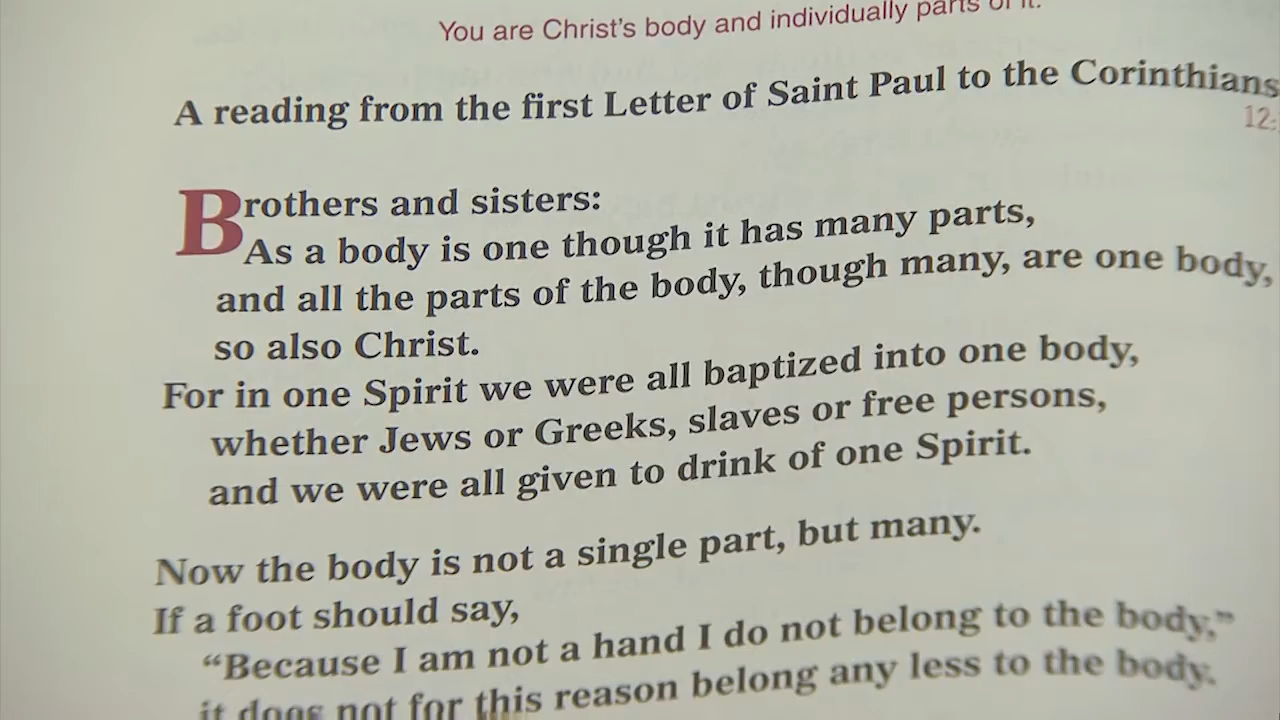 You are Christ's body and individually parts of it.
A reading from the first Letter of Saint Paul to the Corinthians
12:
Brothers and sisters:
As a body is one though it has many parts,
and all the parts of the body, though many, are one body,
so also Christ.
For in one Spirit we were all baptized into one body,
whether Jews or Greeks, slaves or free persons,
and we were all given to drink of one Spirit.
Now the body is not a single part, but many.
If a foot should say,
“Because I am not a hand I do not belong to the body,”
it does not for this reason belong any less to the body.